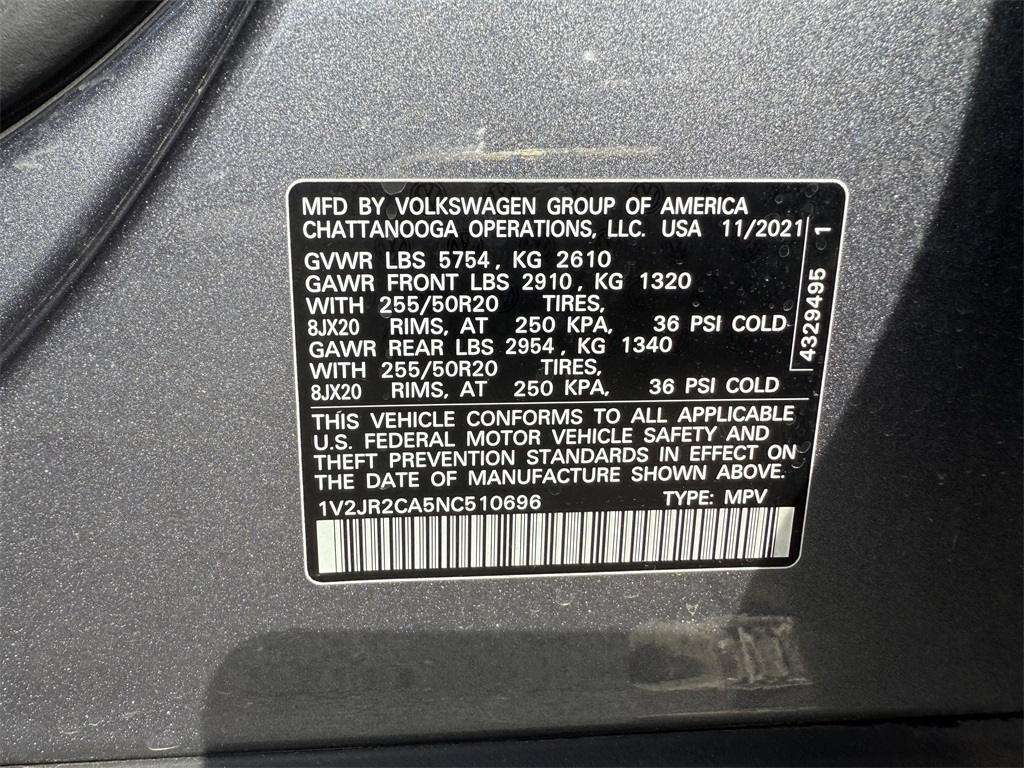 MFD BY VOLKSWAGEN GROUP OF AMERICA
CHATTANOOGA OPERATIONS, LLC. USA 11/2021
GVWR LBS 5754, KG 2610
GAWR FRONT LBS 2910, KG 1320
WITH 255/50R20 TIRES,
8JX20 RIMS, AT 250 KPA, 36 PSI COLD
GAWR REAR LBS 2954, KG 1340
WITH 255/50R20 TIRES,
8JX20 RIMS, AT 250 KPA, 36 PSI COLD
4329495 1
THIS VEHICLE CONFORMS TO ALL APPLICABLE
U.S. FEDERAL MOTOR VEHICLE SAFETY AND
THEFT PREVENTION STANDARDS IN EFFECT ON
THE DATE OF MANUFACTURE SHOWN ABOVE.
1V2JR2CA5NC510696 TYPE: MPV